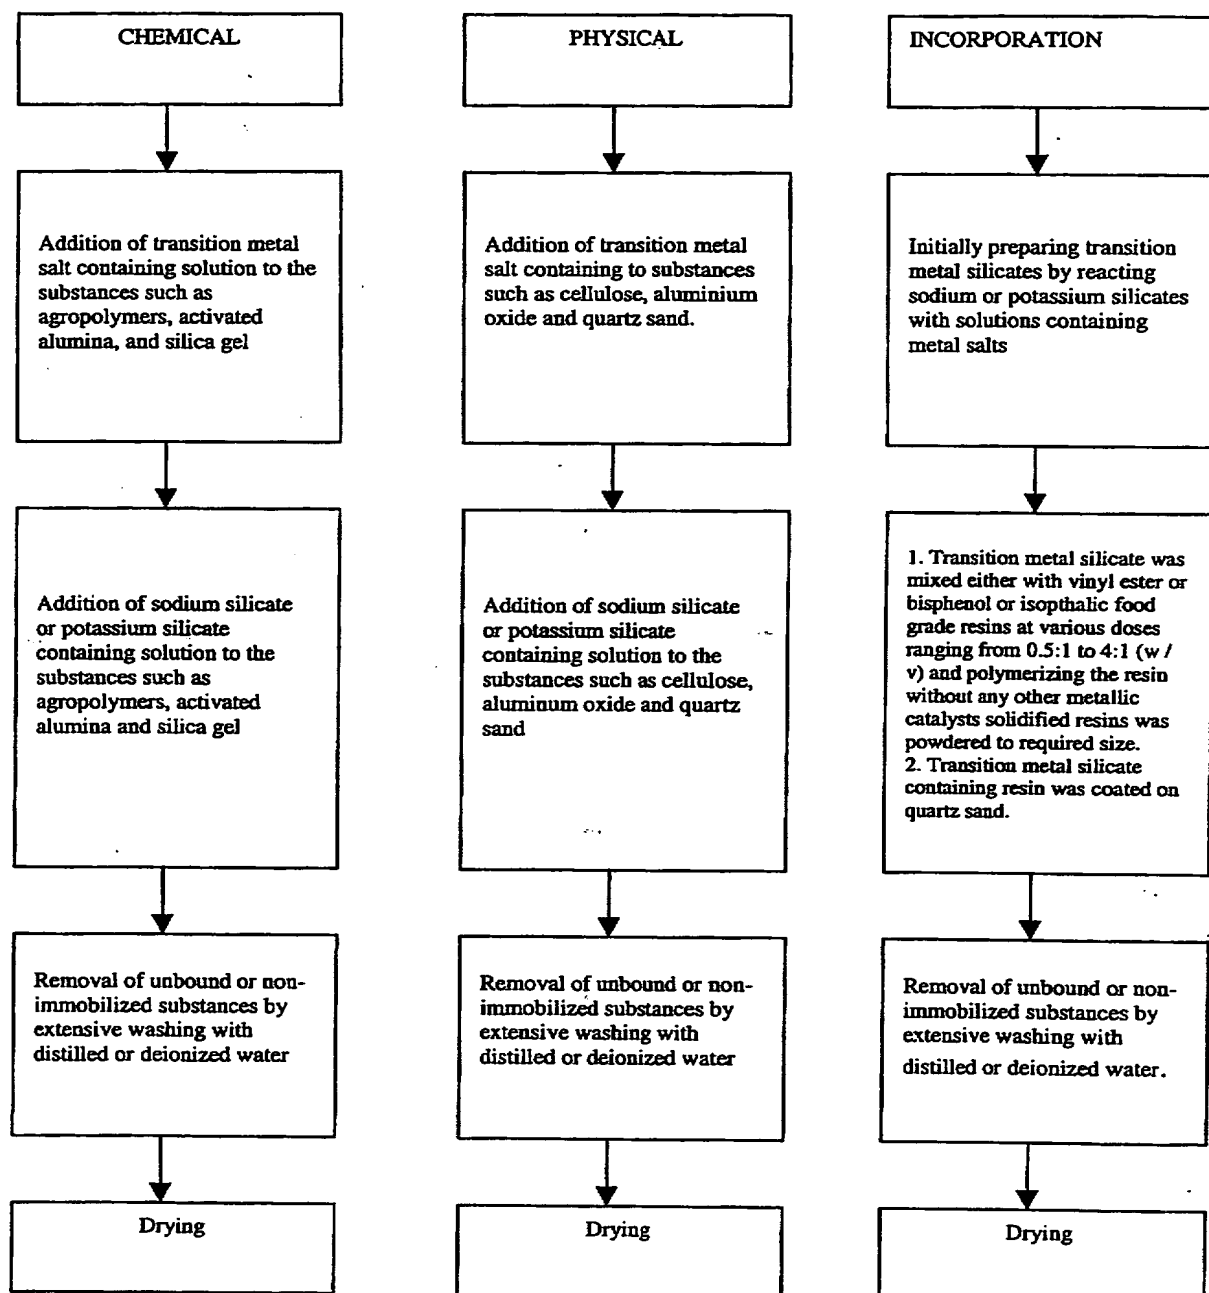 CHEMICAL
Addition of transition metal
salt containing solution to the
substances such as
agropolymers, activated
alumina, and silica gel
Addition of sodium silicate
or potassium silicate
containing solution to the
substances such as
agropolymers, activated
alumina and silica gel
Removal of unbound or non-
immobilized substances by
extensive washing with
distilled or deionized water
Drying
PHYSICAL
Addition of transition metal
salt containing to substances
such as cellulose, aluminium
oxide and quartz sand.
Addition of sodium silicate
or potassium silicate
containing solution to the
substances such as cellulose,
aluminum oxide and quartz
sand
Removal of unbound or non-
immobilized substances by
extensive washing with
distilled or deionized water
Drying
INCORPORATION
Initially preparing transition
metal silicates by reacting
sodium or potassium silicates
with solutions containing
metal salts
1. Transition metal silicate was
mixed either with vinyl ester or
bisphenol or isopthalic food
grade resins at various doses
ranging from 0.5:1 to 4:1 (w /
v) and polymerizing the resin
without any other metallic
catalysts solidified resins was
powdered to required size.
2. Transition metal silicate
containing resin was coated on
quartz sand.
Removal of unbound or non-
immobilized substances by
extensive washing with
distilled or deionized water.
Drying